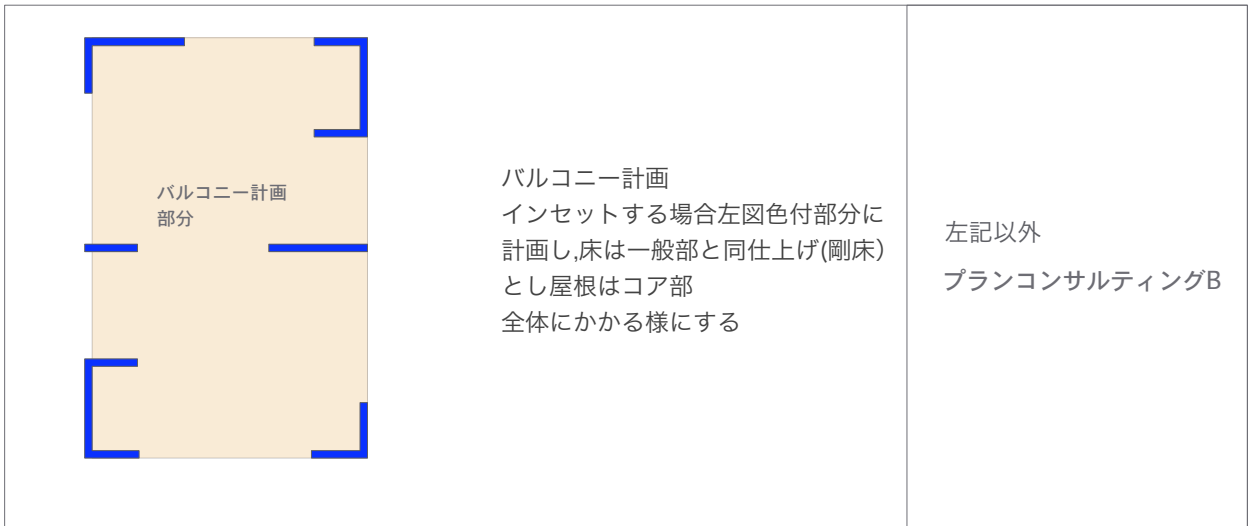 バルコニー計画
部分
バルコニー計画
インセットする場合左図色付部分に
計画し,床は一般部と同仕上げ(剛床）
とし屋根はコア部
全体にかかる様にする
左記以外
プランコンサルティングB